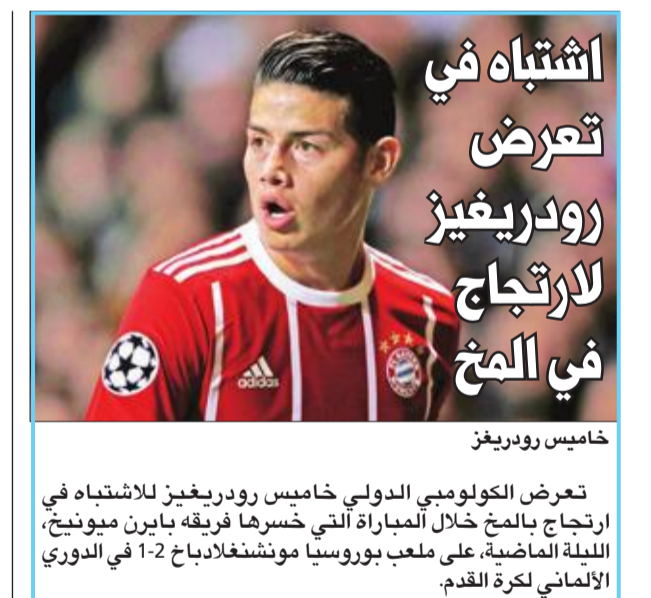 اشتباه في
تعرض
رودريغيز
لارتجاج
في المخ
adidas
خاميس رودريغز
تعرض الكولومبي الدولي خاميس رودريغيز للاشتباه في
ارتجاج بالمخ خلال المباراة التي خسرها فريقه بايرن ميونيخ،
الليلة الماضية، على ملعب بوروسيا مونشنغلادباخ 2-1 في الدوري
الألماني لكرة القدم.